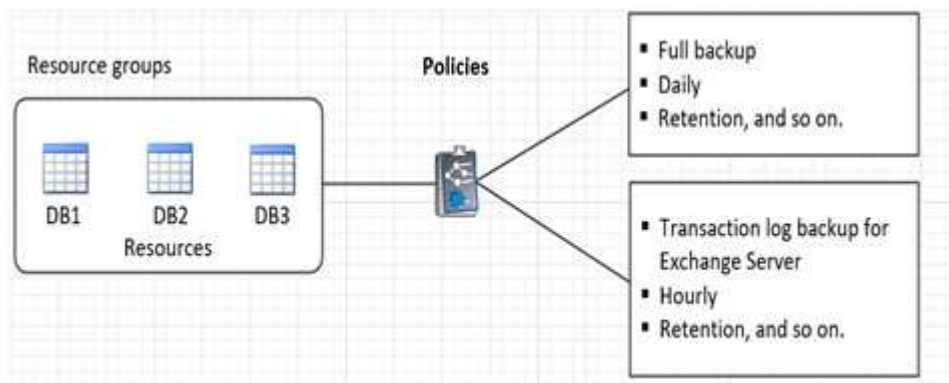 Resource groups
DB1
DB2
DB3
Resources
Policies
▪ Full backup
▪ Daily
▪ Retention, and so on.
▪ Transaction log backup for
Exchange Server
▪ Hourly
▪ Retention, and so on.